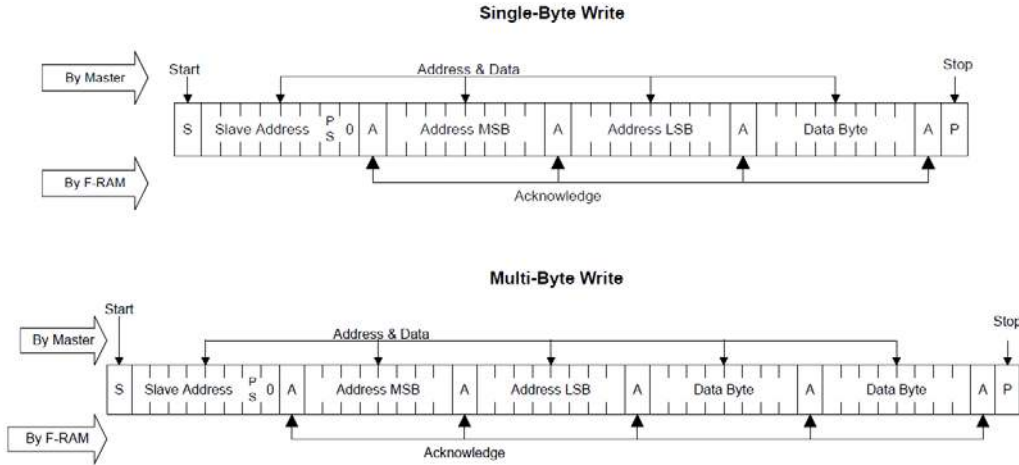 Single-Byte Write
By Master
Start
Address & Data
Stop
S Slave Address PS 0 A Address MSB A Address LSB A Data Byte A P
By F-RAM
Acknowledge
Multi-Byte Write
Start
By Master
Address & Data
Stop
S Slave Address PS 0 A Address MSB A Address LSB A Data Byte A Data Byte A P
By F-RAM
Acknowledge